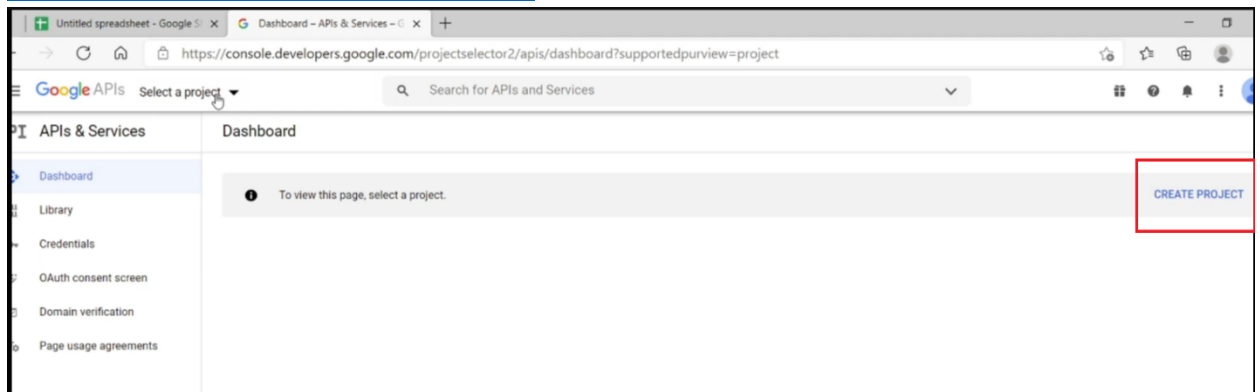 Untitled spreadsheet - Google S
Dashboard – APIs & Services – G
https://console.developers.google.com/projectselector2/apis/dashboard?supportedpurview=project
Google APIs Select a project
Search for APIs and Services
API APIs & Services
Dashboard
Dashboard
To view this page, select a project.
CREATE PROJECT
Library
Credentials
OAuth consent screen
Domain verification
Page usage agreements